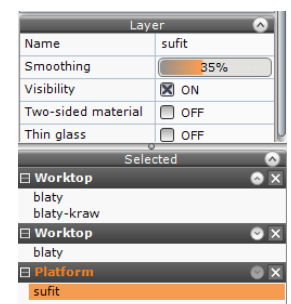 Layer
Name sufit
Smoothing 35%
Visibility ON
Two-sided material OFF
Thin glass OFF
Selected
Worktop
blaty
blaty-kraw
Worktop
blaty
Platform
sufit